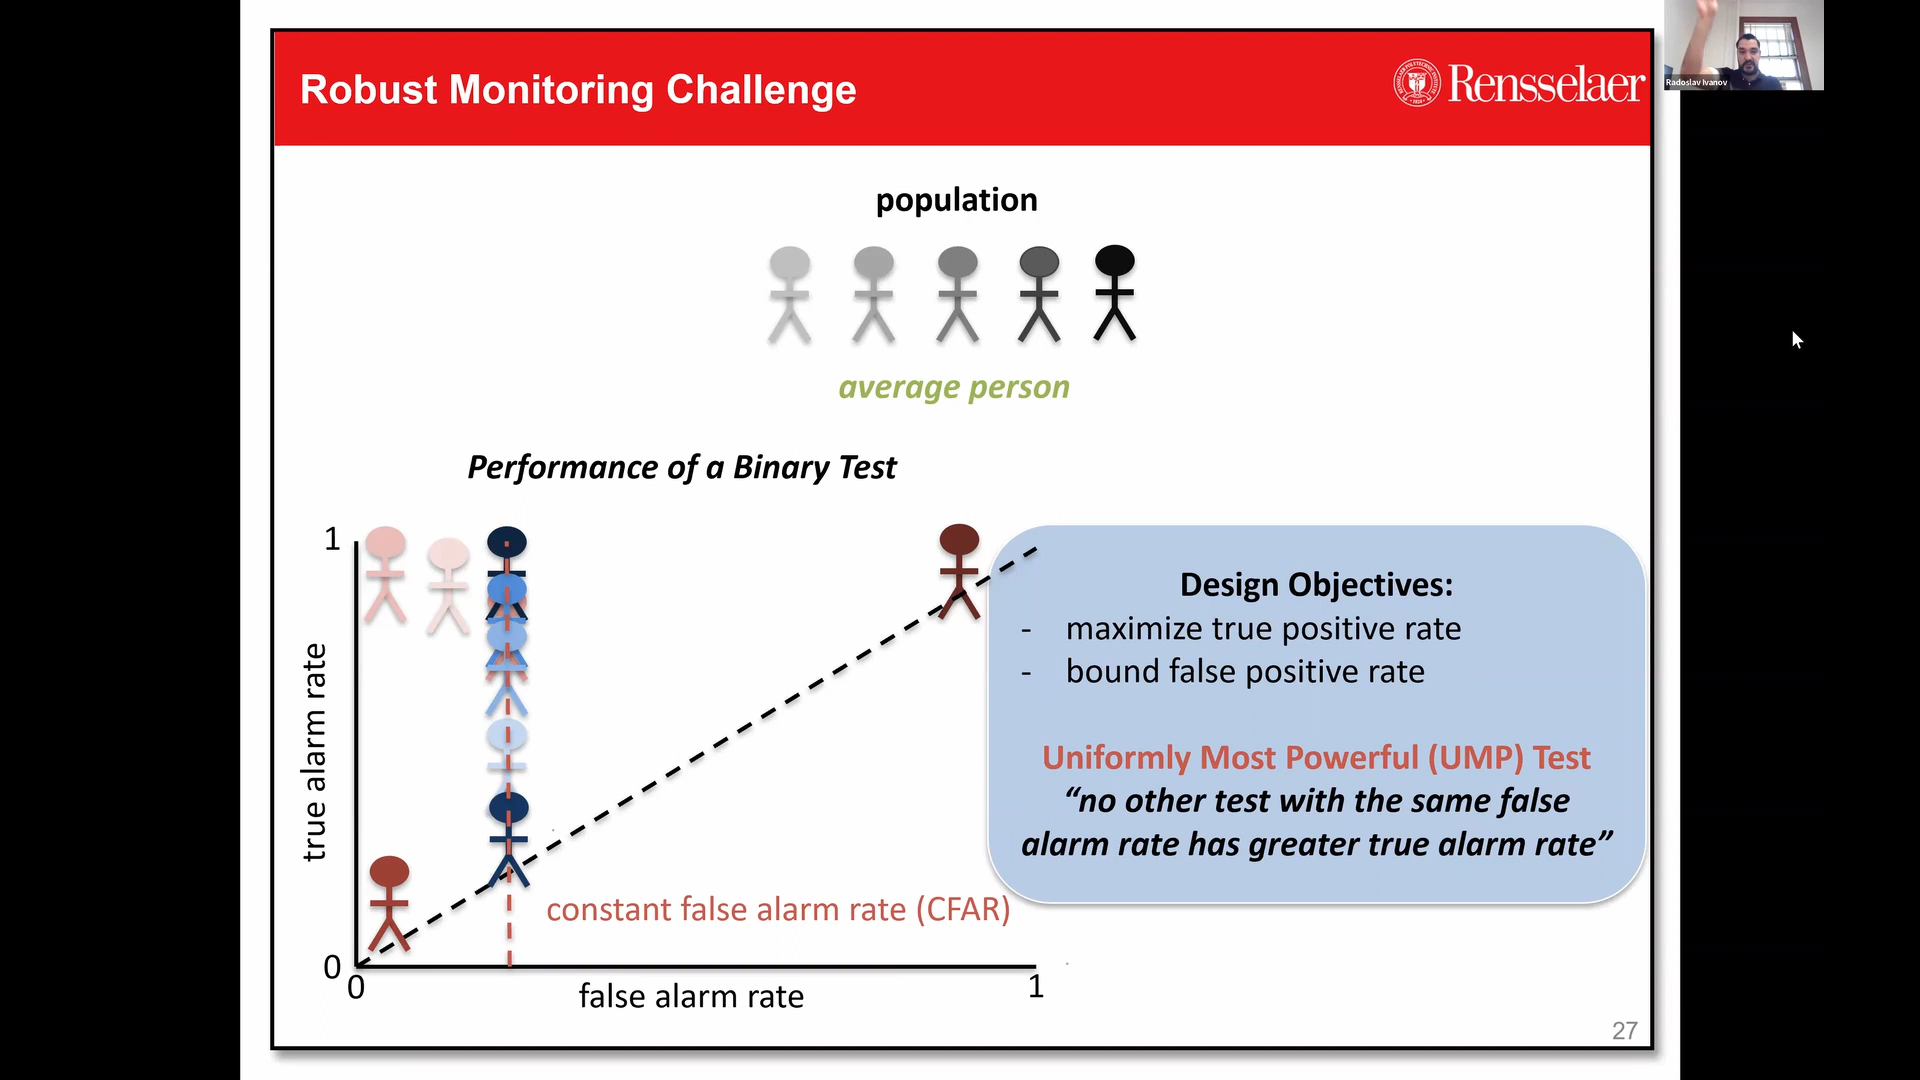 Robust Monitoring Challenge
Rensselaer
Radoslav Ivanov
population
average person
Performance of a Binary Test
1
true alarm rate
0
0
false alarm rate
1
constant false alarm rate (CFAR)
Design Objectives:
- maximize true positive rate
- bound false positive rate
Uniformly Most Powerful (UMP) Test
“no other test with the same false
alarm rate has greater true alarm rate”
27